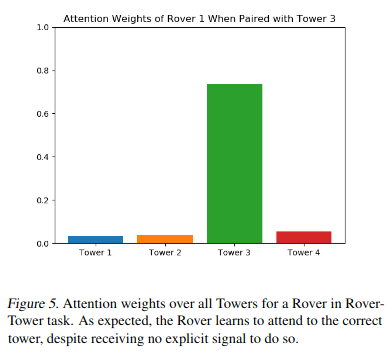 Attention Weights of Rover 1 When Paired with Tower 3
1.0
0.8
0.6
0.4
0.2
0.0
Tower 1 Tower 2 Tower 3 Tower 4
Figure 5. Attention weights over all Towers for a Rover in Rover-
Tower task. As expected, the Rover learns to attend to the correct
tower, despite receiving no explicit signal to do so.